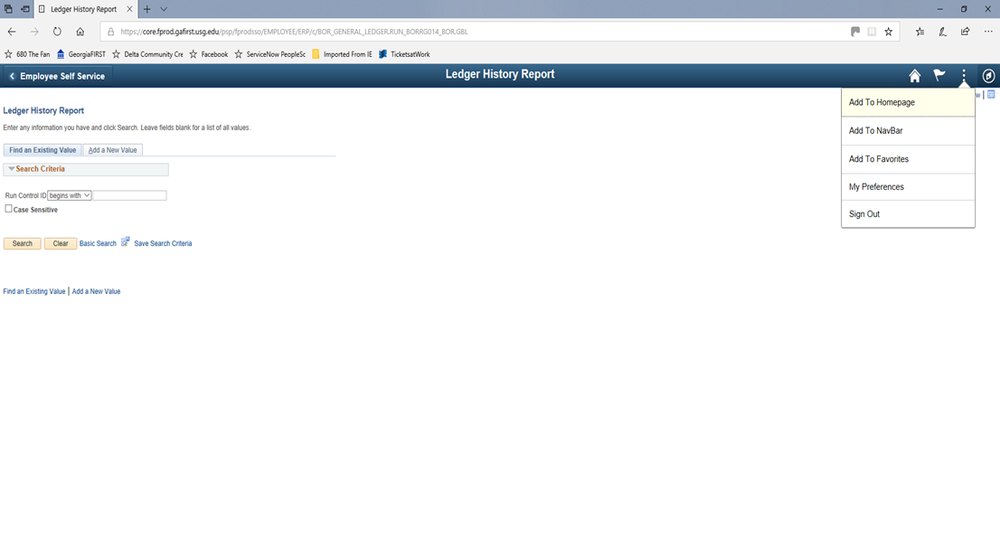 Ledger History Report
https://core.fprod.gafirst.usg.edu/psp/fprodsso/EMPLOYEE/ERP/c/BOR_GENERAL_LEDGER.RUN_BORRG014_BOR.GBL
680 The Fan GeorgiaFIRST Delta Community Cre Facebook ServiceNow PeopleSc Imported From IE TicketsatWork
Employee Self Service Ledger History Report
w |
Add To Homepage
Add To NavBar
Add To Favorites
My Preferences
Sign Out
Ledger History Report
Enter any information you have and click Search. Leave fields blank for a list of all values.
Find an Existing Value Add a New Value
Search Criteria
Run Control ID begins with
Case Sensitive
Search Clear Basic Search Save Search Criteria
Find an Existing Value | Add a New Value